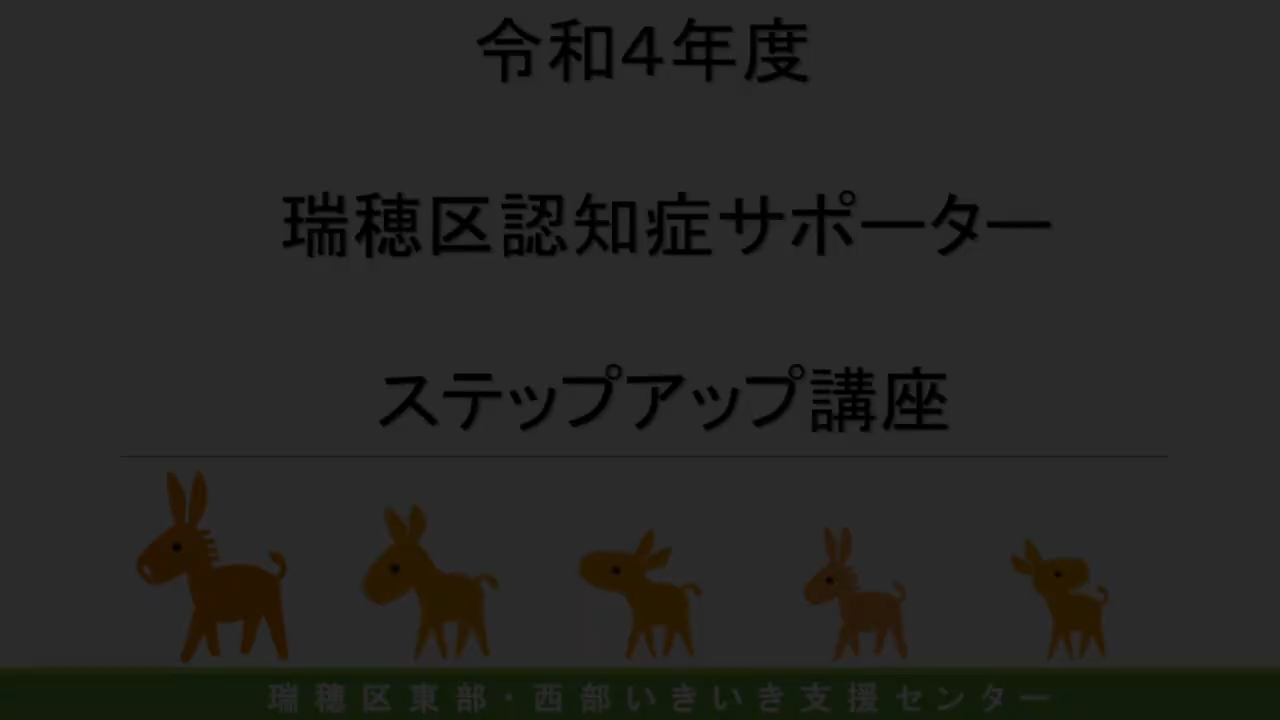 令和４年度
瑞穂区認知症サポーター
ステップアップ講座
瑞穂区東部・西部いきいき支援センター